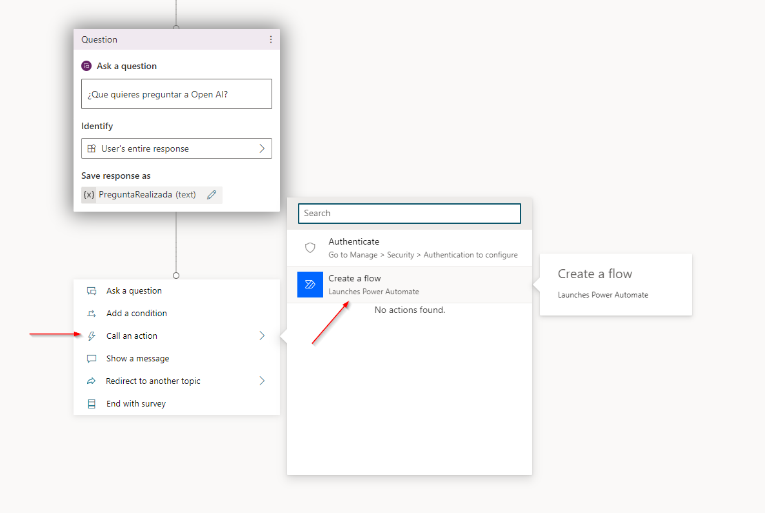 Question
Ask a question
¿Que quieres preguntar a Open AI?
Identify
User's entire response
Save response as
{x} PreguntaRealizada (text)
Ask a question
Add a condition
Call an action
Show a message
Redirect to another topic
End with survey
Search
Authenticate
Go to Manage > Security > Authentication to configure
Create a flow
Launches Power Automate
No actions found.
Create a flow
Launches Power Automate